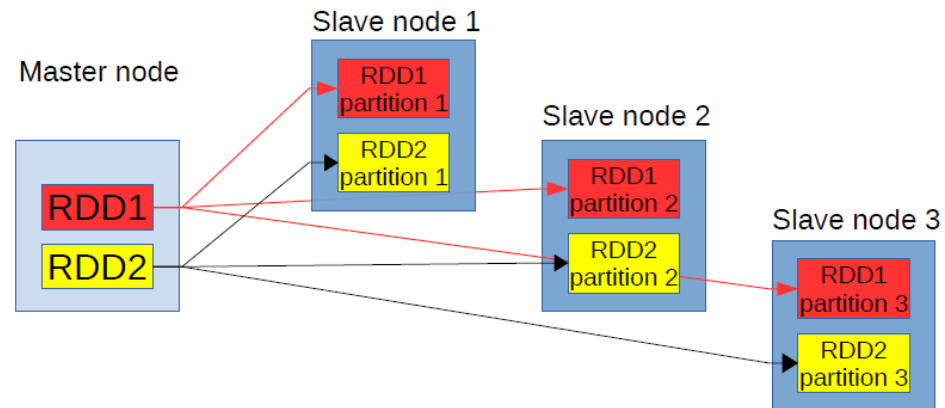 Slave node 1
Master node
RDD1
partition 1
RDD2
partition 1
Slave node 2
RDD1
partition 2
RDD2
partition 2
RDD1
RDD2
Slave node 3
RDD1
partition 3
RDD2
partition 3